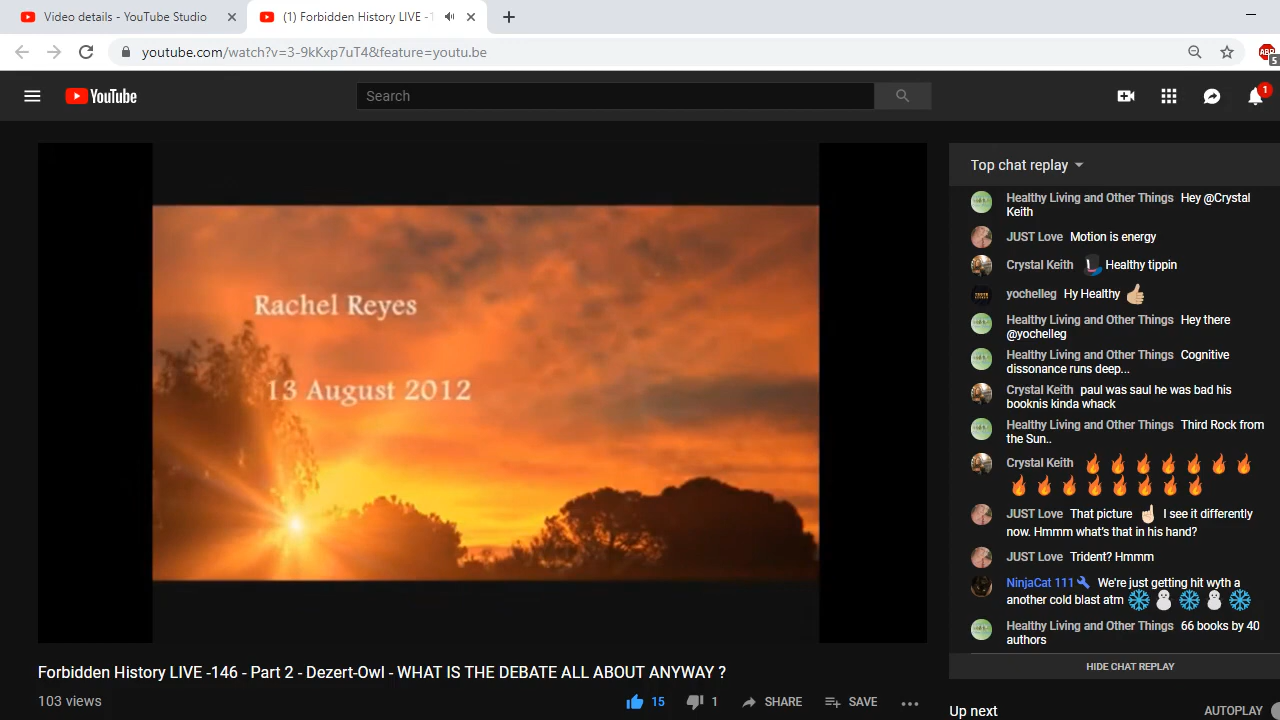 Video details - YouTube Studio
(1) Forbidden History LIVE -1
youtube.com/watch?v=3-9kKxp7uT4&feature=youtu.be
ABP
5
YouTube
Search
1
Rachel Reyes
13 August 2012
Top chat replay
Healthy Living and Other Things Hey @Crystal
Keith
JUST Love Motion is energy
Crystal Keith 🎩 Healthy tippin
yochelleg Hy Healthy 👍🏼
Healthy Living and Other Things Hey there
@yochelleg
Healthy Living and Other Things Cognitive
dissonance runs deep...
Crystal Keith paul was saul he was bad his
booknis kinda whack
Healthy Living and Other Things Third Rock from
the Sun..
Crystal Keith 🔥🔥🔥🔥🔥🔥🔥
🔥🔥🔥🔥🔥🔥🔥🔥
JUST Love That picture ☝🏻 I see it differently
now. Hmmm what's that in his hand?
JUST Love Trident? Hmmm
NinjaCat 111 We're just getting hit wyth a
another cold blast atm ❄⛄❄⛄❄
Healthy Living and Other Things 66 books by 40
authors
HIDE CHAT REPLAY
Forbidden History LIVE -146 - Part 2 - Dezert-Owl - WHAT IS THE DEBATE ALL ABOUT ANYWAY ?
103 views
15
1
SHARE
SAVE
Up next
AUTOPLAY